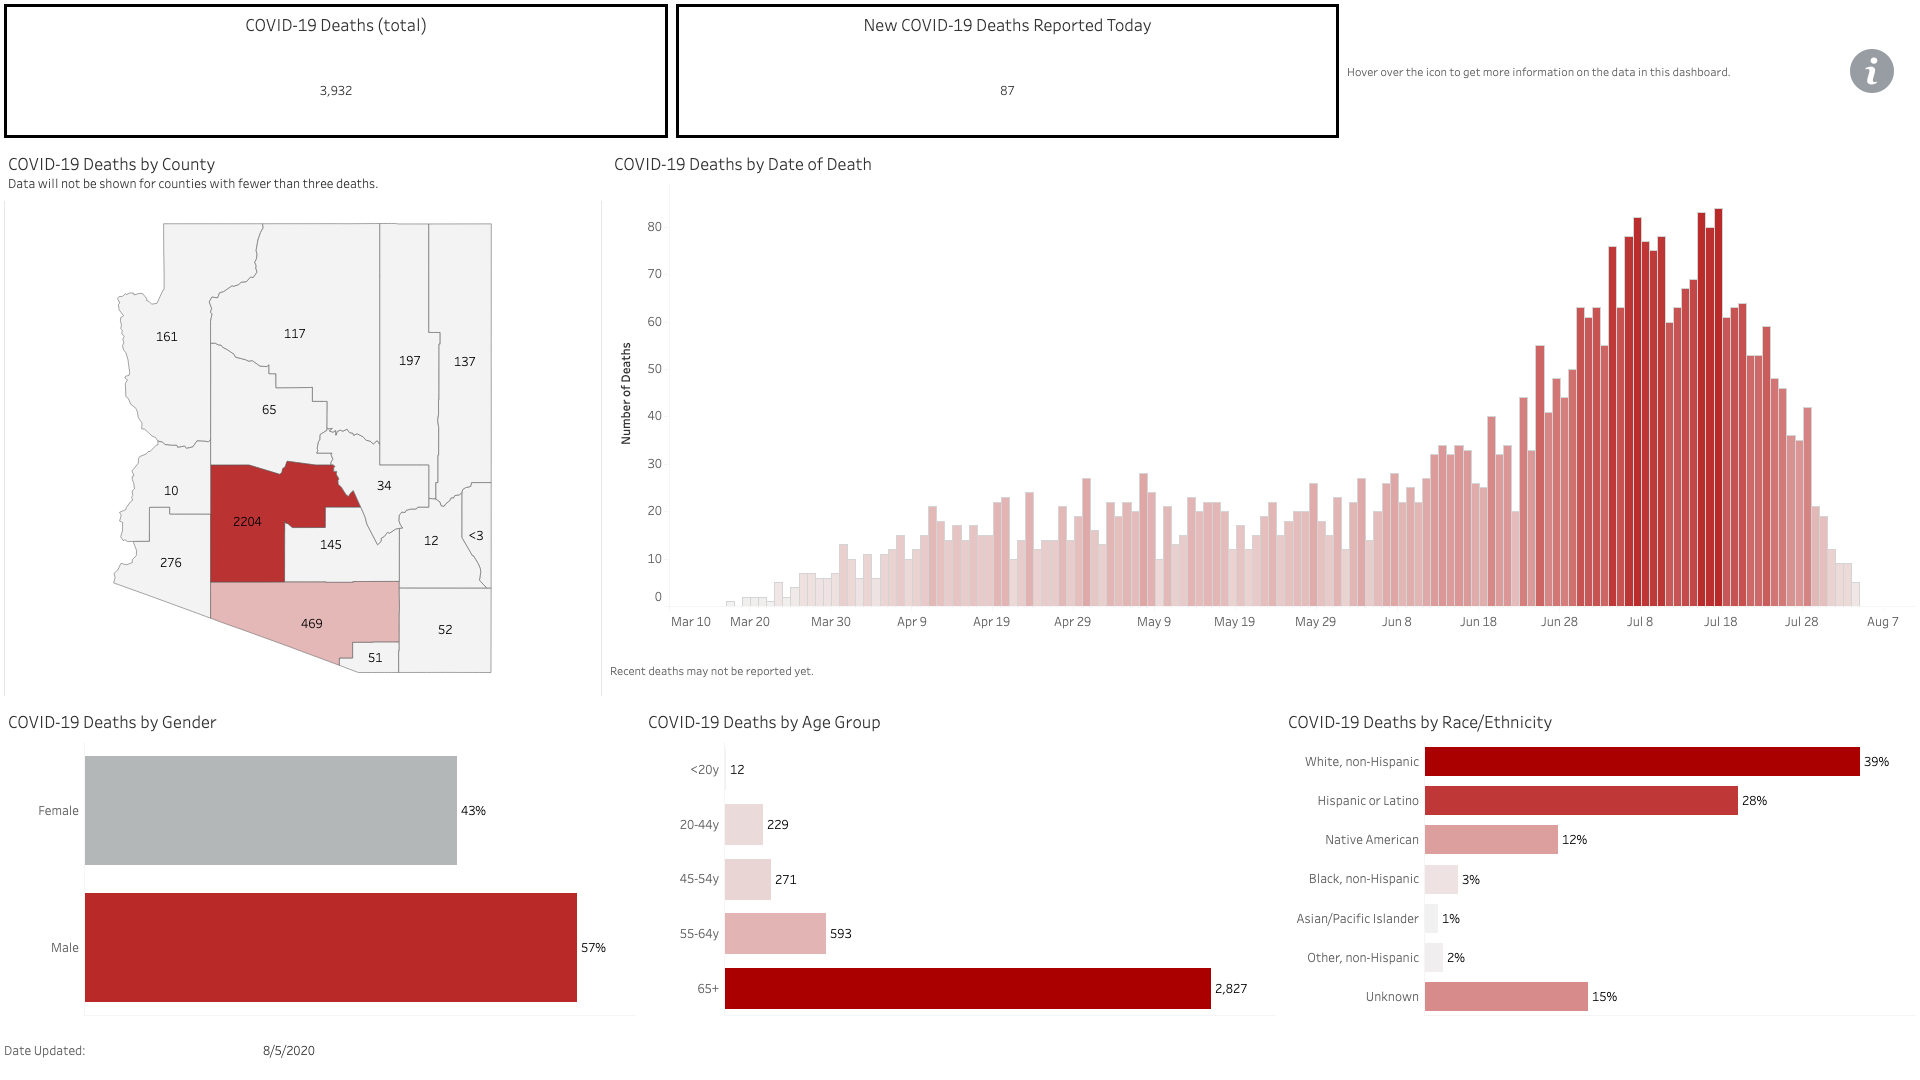 COVID-19 Deaths (total)
3,932
New COVID-19 Deaths Reported Today
87
Hover over the icon to get more information on the data in this dashboard.
i
COVID-19 Deaths by County
Data will not be shown for counties with fewer than three deaths.
161
117
197
137
65
10
34
2204
12
<3
145
276
469
52
51
COVID-19 Deaths by Date of Death
Number of Deaths
80
70
60
50
40
30
20
10
0
Mar 10
Mar 20
Mar 30
Apr 9
Apr 19
Apr 29
May 9
May 19
May 29
Jun 8
Jun 18
Jun 28
Jul 8
Jul 18
Jul 28
Aug 7
Recent deaths may not be reported yet.
COVID-19 Deaths by Gender
Female
43%
Male
57%
COVID-19 Deaths by Age Group
<20y
12
20-44y
229
45-54y
271
55-64y
593
65+
2,827
COVID-19 Deaths by Race/Ethnicity
White, non-Hispanic
39%
Hispanic or Latino
28%
Native American
12%
Black, non-Hispanic
3%
Asian/Pacific Islander
1%
Other, non-Hispanic
2%
Unknown
15%
Date Updated:
8/5/2020